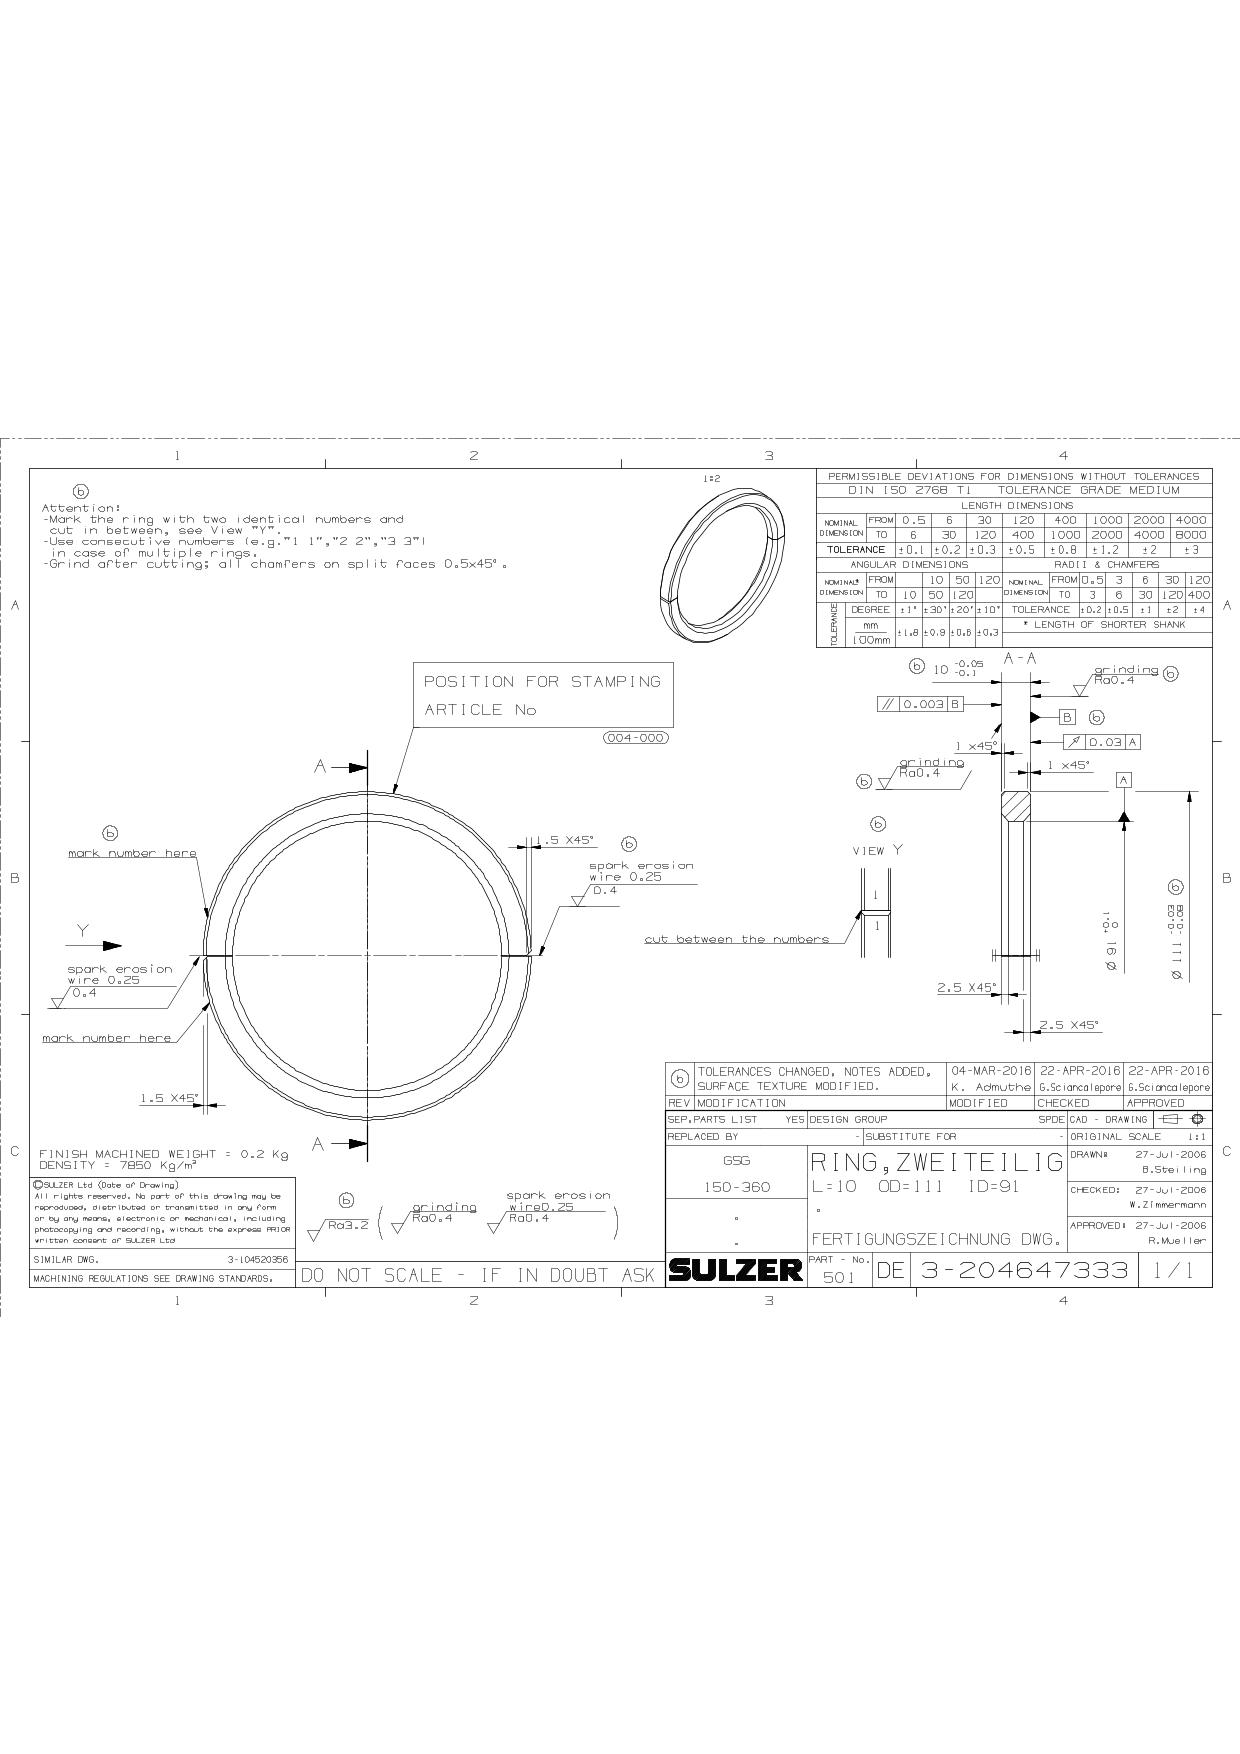 1 2 3 4
b
Attention:
-Mark the ring with two identical numbers and
cut in between, see View "Y".
-Use consecutive numbers (e.g."1 1","2 2","3 3")
in case of multiple rings.
-Grind after cutting; all chamfers on split faces 0.5x45°.
1:2
PERMISSIBLE DEVIATIONS FOR DIMENSIONS WITHOUT TOLERANCES
DIN ISO 2768 T1 TOLERANCE GRADE MEDIUM
LENGTH DIMENSIONS
NOMINAL DIMENSION
FROM 0.5 6 30 120 400 1000 2000 4000
TO 6 30 120 400 1000 2000 4000 8000
TOLERANCE ±0.1 ±0.2 ±0.3 ±0.5 ±0.8 ±1.2 ±2 ±3
ANGULAR DIMENSIONS RADII & CHAMFERS
NOMINAL* DIMENSION FROM 10 50 120 NOMINAL DIMENSION FROM 0.5 3 6 30 120
TO 10 50 120 TO 3 6 30 120 400
TOLERANCE DEGREE ±1° ±30' ±20' ±10' TOLERANCE ±0.2 ±0.5 ±1 ±2 ±4
mm
100mm ±1.8 ±0.9 ±0.6 ±0.3
* LENGTH OF SHORTER SHANK
A A
POSITION FOR STAMPING
ARTICLE No
004-000
A
b
mark number here
Y
spark erosion
wire 0.25
0.4
mark number here
1.5 X45°
A
1.5 X45° b
spark erosion
wire 0.25
0.4
A-A
b 10 -0.05
-0.1
grinding
Ra0.4 b
// 0.003 B
B b
0.03 A
1 x45°
1 x45°
b
grinding
Ra0.4
A
b
VIEW Y
1
1
cut between the numbers
2.5 X45°
2.5 X45°
Ø 91
Ø 111
b
B B
C C
FINISH MACHINED WEIGHT = 0.2 Kg
DENSITY = 7850 Kg/m³
©SULZER Ltd (Date of Drawing)
All rights reserved. No part of this drawing may be
reproduced, distributed or transmitted in any form
or by any means, electronic or mechanical, including
photocopying and recording, without the express PRIOR
written consent of SULZER Ltd
SIMILAR DWG. 3-104520356
MACHINING REGULATIONS SEE DRAWING STANDARDS.
b
Ra3.2 ( grinding
Ra0.4
spark erosion
wire0.25
Ra0.4 )
DO NOT SCALE - IF IN DOUBT ASK
b TOLERANCES CHANGED, NOTES ADDED,
SURFACE TEXTURE MODIFIED.
04-MAR-2016 22-APR-2016 22-APR-2016
K. Admuthe G.Sciancalepore G.Sciancalepore
REV MODIFICATION MODIFIED CHECKED APPROVED
SEP.PARTS LIST YES DESIGN GROUP SPDE CAD - DRAWING
REPLACED BY - SUBSTITUTE FOR - ORIGINAL SCALE 1:1
GSG
150-360
RING,ZWEITEILIG
L=10 OD=111 ID=91
FERTIGUNGSZEICHNUNG DWG.
DRAWN: 27-Jul-2006
B.Steiling
CHECKED: 27-Jul-2006
W.Zimmermann
APPROVED: 27-Jul-2006
R.Mueller
SULZER
PART - No.
501
DE 3-204647333 1/1
1 2 3 4